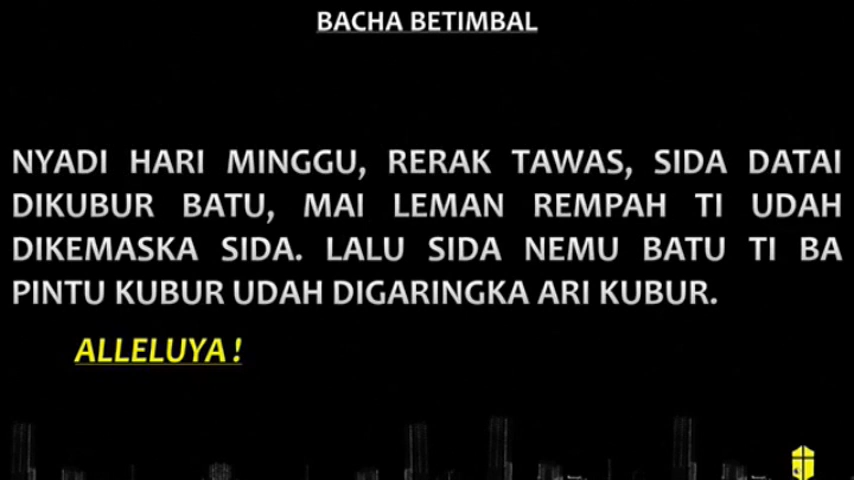 BACHA BETIMBAL
NYADI HARI MINGGU, RERAK TAWAS, SIDA DATAI
DIKUBUR BATU, MAI LEMAN REMPAH TI UDAH
DIKEMASKA SIDA. LALU SIDA NEMU BATU TI BA
PINTU KUBUR UDAH DIGARINGKA ARI KUBUR.
ALLELUYA !